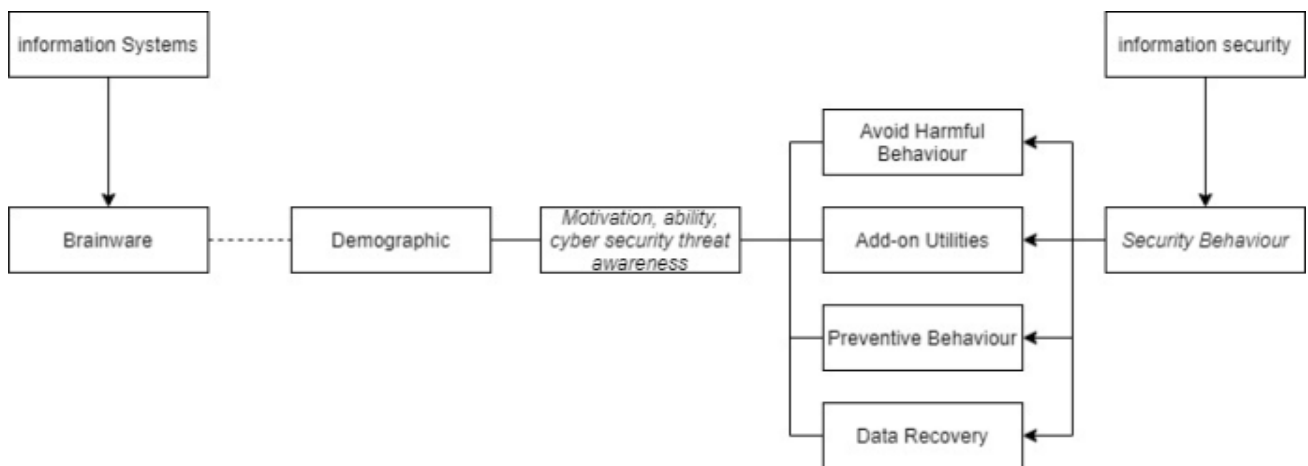 information Systems
information security
Avoid Harmful
Behaviour
Brainware
Demographic
Motivation, ability,
cyber security threat
awareness
Add-on Utilities
Security Behaviour
Preventive Behaviour
Data Recovery